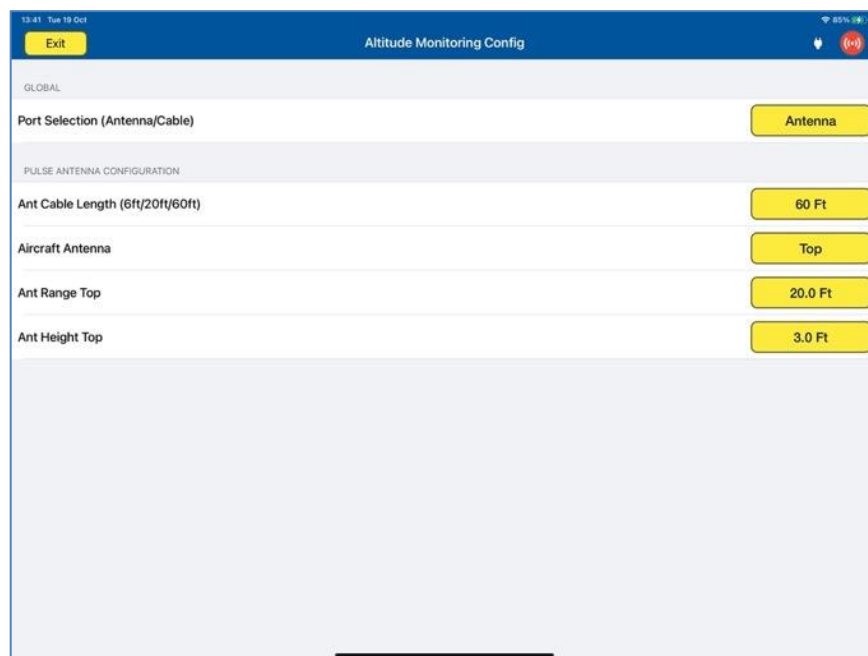 13:41 Tue 19 Oct
85%
Exit
Altitude Monitoring Config
GLOBAL
Port Selection (Antenna/Cable)
Antenna
PULSE ANTENNA CONFIGURATION
Ant Cable Length (6ft/20ft/60ft)
60 Ft
Aircraft Antenna
Top
Ant Range Top
20.0 Ft
Ant Height Top
3.0 Ft